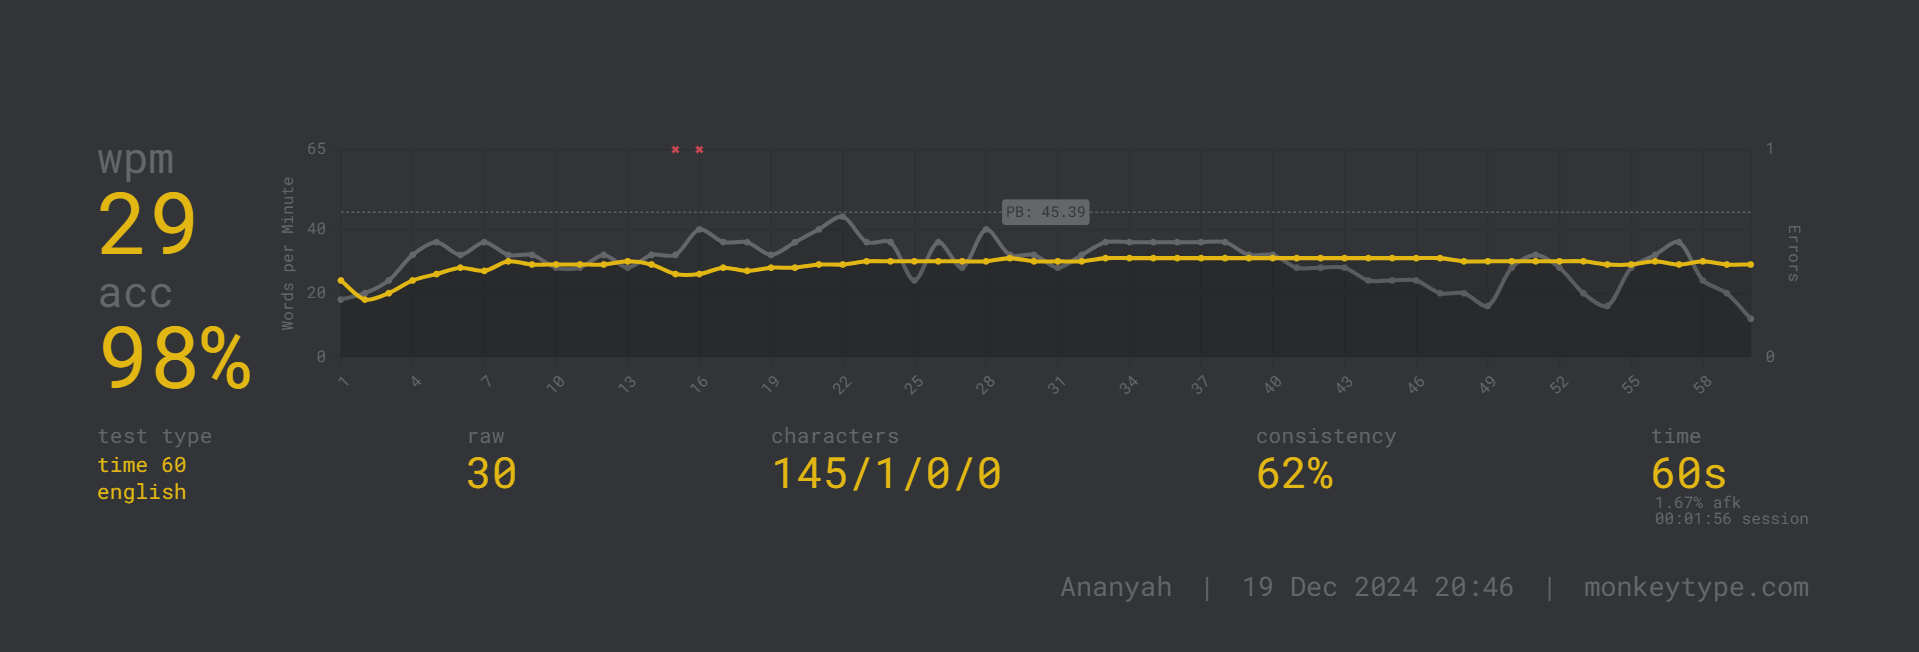 wpm
29
acc
98%
65
40
20
0
Words per Minute
PB: 45.39
1
0
Errors
1 4 7 10 13 16 19 22 25 28 31 34 37 40 43 46 49 52 55 58
test type
time 60
english
raw
30
characters
145/1/0/0
consistency
62%
time
60s
1.67% afk
00:01:56 session
Ananyah | 19 Dec 2024 20:46 | monkeytype.com